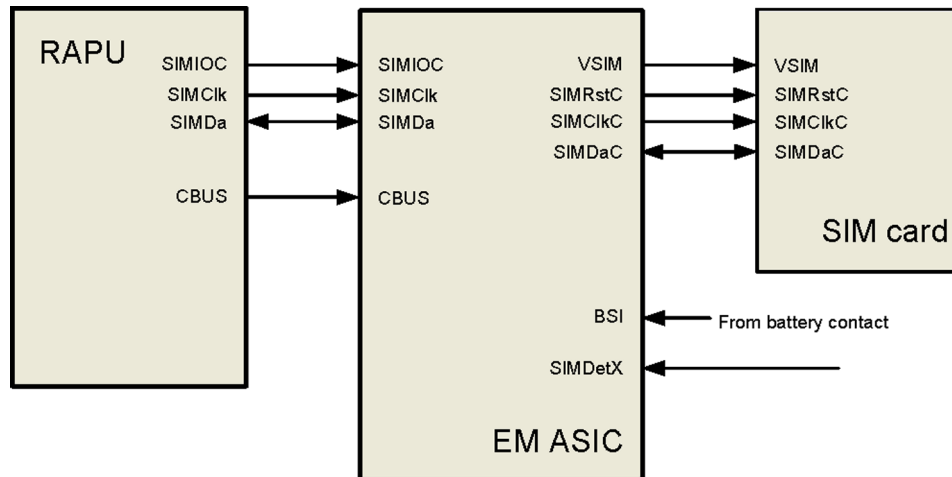 RAPU
SIMIOC
SIMClk
SIMDa
CBUS
SIMIOC
SIMClk
SIMDa
CBUS
VSIM
SIMRstC
SIMClkC
SIMDaC
BSI
SIMDetX
EM ASIC
VSIM
SIMRstC
SIMClkC
SIMDaC
SIM card
From battery contact